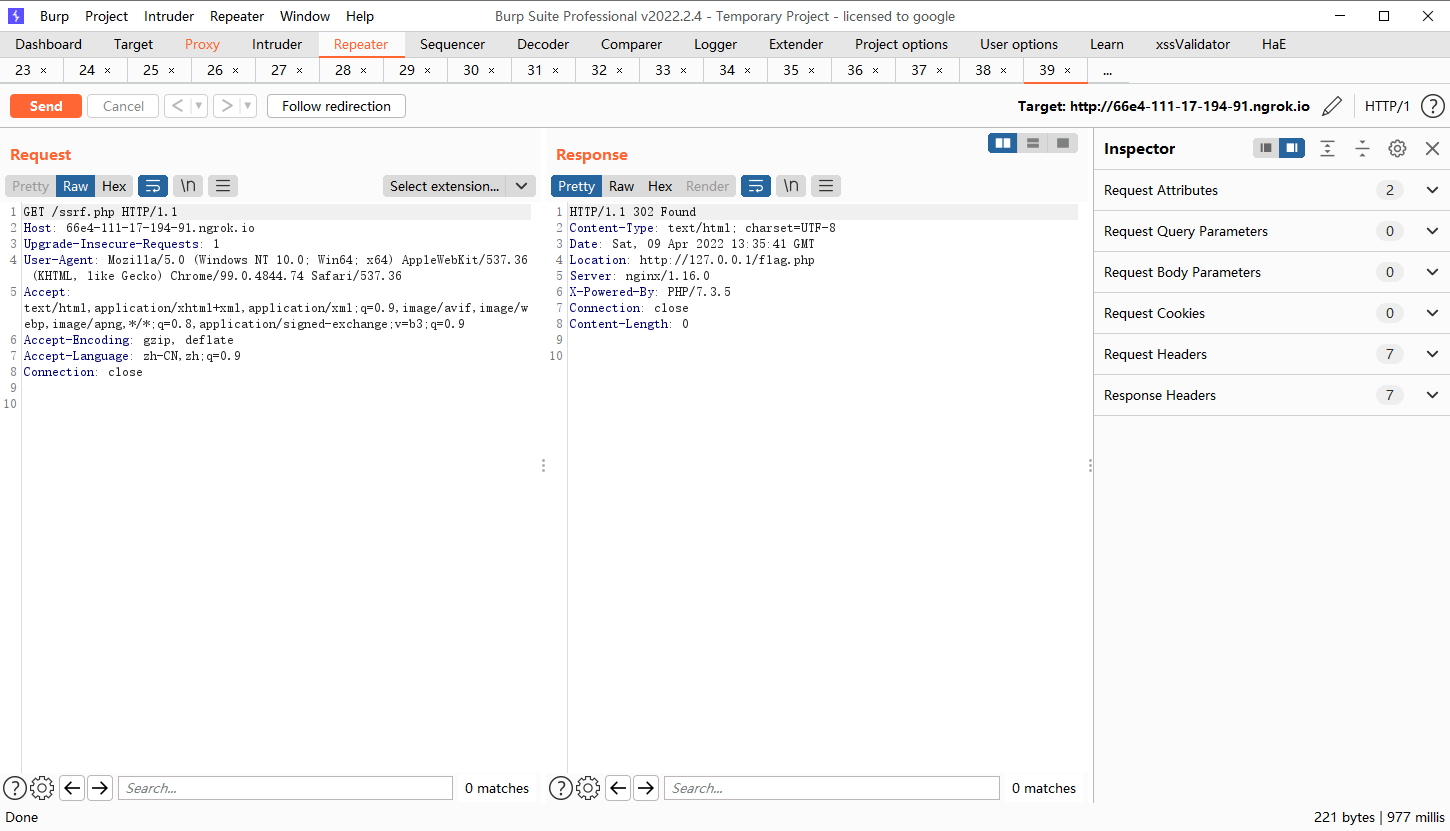 Burp Project Intruder Repeater Window Help Burp Suite Professional v2022.2.4 - Temporary Project - licensed to google
Dashboard Target Proxy Intruder Repeater Sequencer Decoder Comparer Logger Extender Project options User options Learn xssValidator HaE
23 × 24 × 25 × 26 × 27 × 28 × 29 × 30 × 31 × 32 × 33 × 34 × 35 × 36 × 37 × 38 × 39 × ...
Send Cancel < > Follow redirection Target: http://66e4-111-17-194-91.ngrok.io HTTP/1 ?
Request
Pretty Raw Hex \n Select extension...
1 GET /ssrf.php HTTP/1.1
2 Host: 66e4-111-17-194-91.ngrok.io
3 Upgrade-Insecure-Requests: 1
4 User-Agent: Mozilla/5.0 (Windows NT 10.0; Win64; x64) AppleWebKit/537.36
(KHTML, like Gecko) Chrome/99.0.4844.74 Safari/537.36
5 Accept:
text/html,application/xhtml+xml,application/xml;q=0.9,image/avif,image/w
ebp,image/apng,*/*;q=0.8,application/signed-exchange;v=b3;q=0.9
6 Accept-Encoding: gzip, deflate
7 Accept-Language: zh-CN,zh;q=0.9
8 Connection: close
9
10
? Search... 0 matches
Response
Pretty Raw Hex Render \n
1 HTTP/1.1 302 Found
2 Content-Type: text/html; charset=UTF-8
3 Date: Sat, 09 Apr 2022 13:35:41 GMT
4 Location: http://127.0.0.1/flag.php
5 Server: nginx/1.16.0
6 X-Powered-By: PHP/7.3.5
7 Connection: close
8 Content-Length: 0
9
10
? Search... 0 matches
Inspector
Request Attributes 2
Request Query Parameters 0
Request Body Parameters 0
Request Cookies 0
Request Headers 7
Response Headers 7
Done 221 bytes | 977 millis